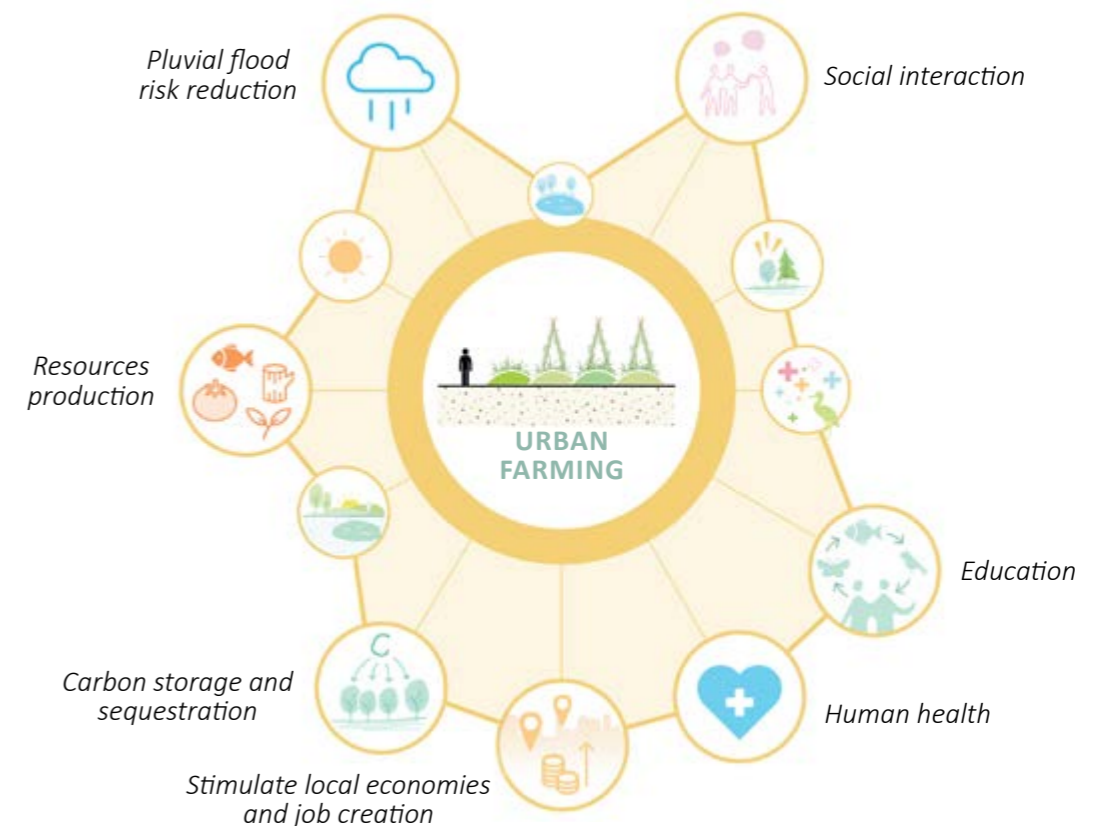 Pluvial flood
risk reduction
Social interaction
Resources
production
URBAN
FARMING
Education
Carbon storage and
sequestration
C
Human health
Stimulate local economies
and job creation